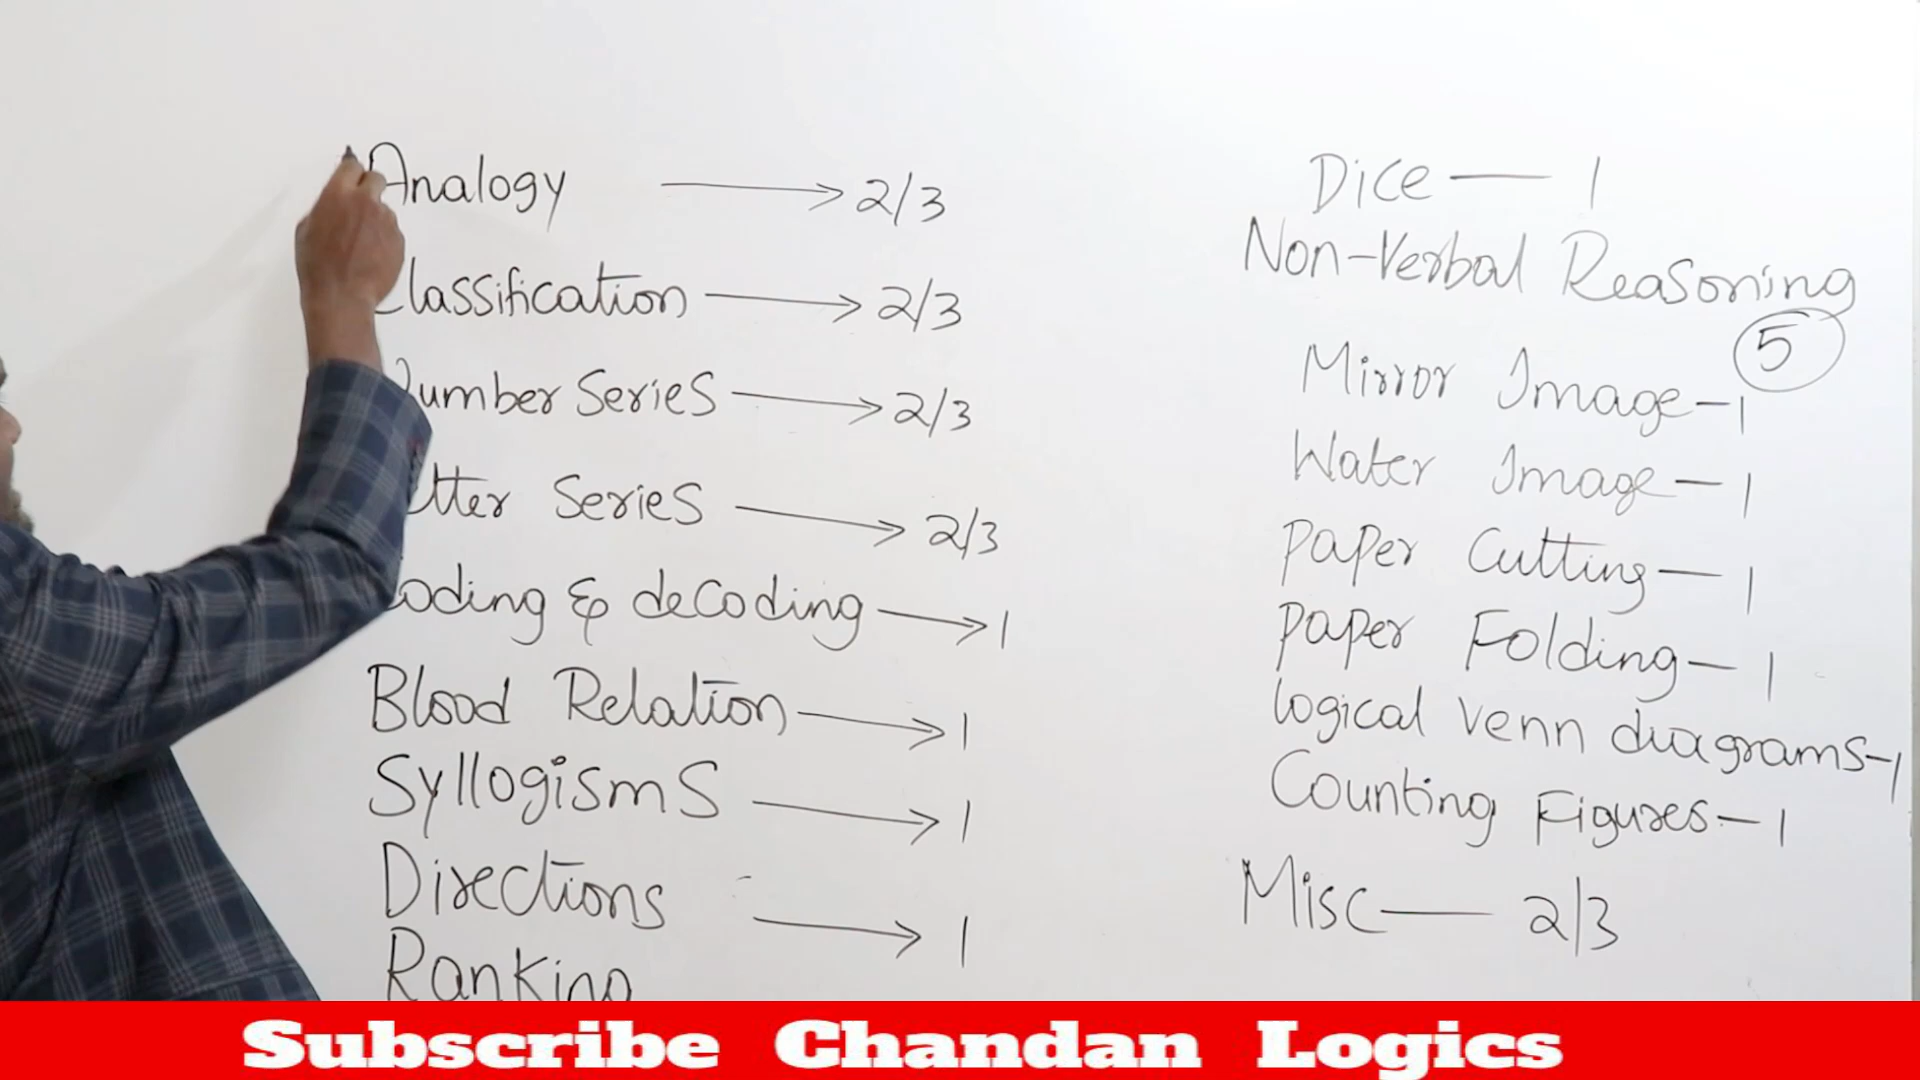 Analogy → 2/3
Classification → 2/3
Number Series → 2/3
Letter Series → 2/3
Coding & decoding → 1
Blood Relation → 1
Syllogisms → 1
Directions → 1
Ranking
Dice — 1
Non-Verbal Reasoning
5
Mirror Image - 1
Water Image - 1
Paper Cutting - 1
Paper Folding - 1
logical venn diagrams - 1
Counting Figures - 1
Misc — 2/3
Subscribe Chandan Logics